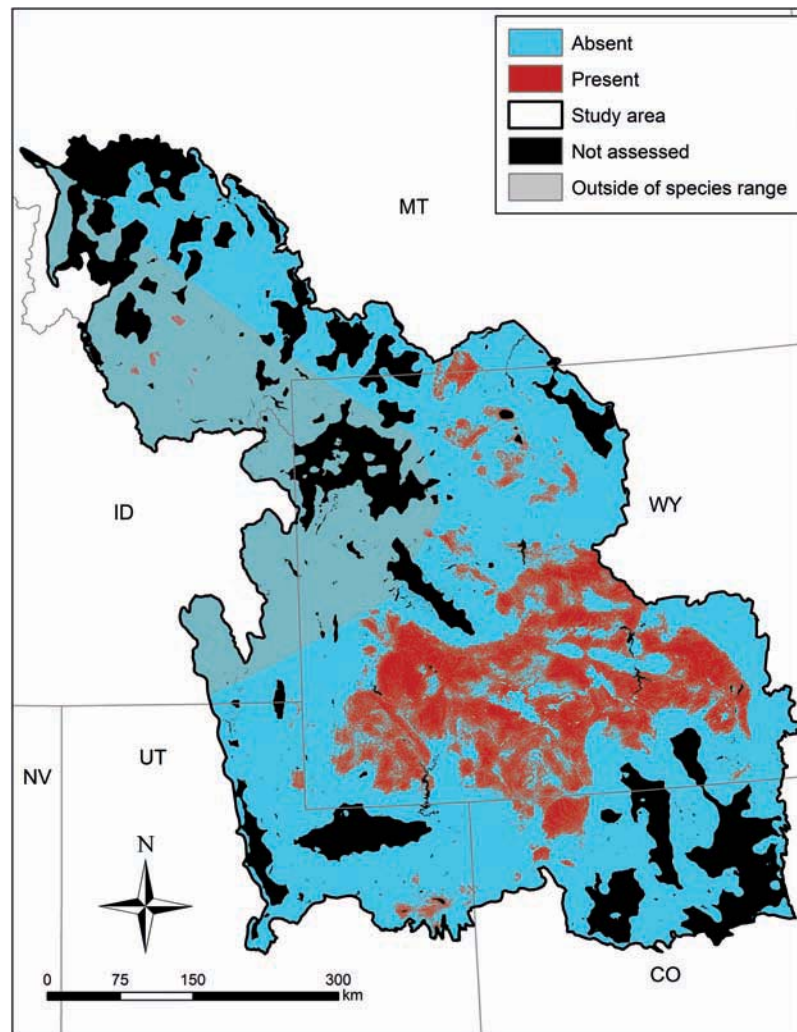 Absent
Present
Study area
Not assessed
Outside of species range
MT
ID
WY
NV
UT
N
CO
0 75 150 300
km